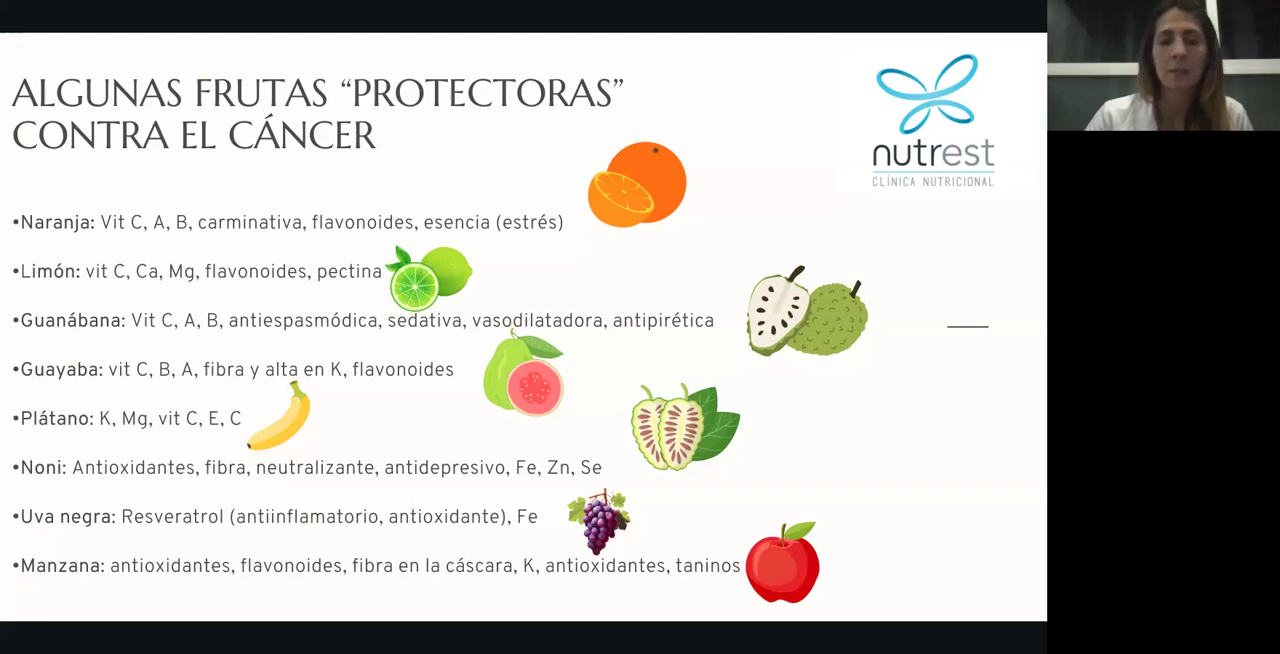 ALGUNAS FRUTAS “PROTECTORAS”
CONTRA EL CÁNCER
nutrest
CLÍNICA NUTRICIONAL
•Naranja: Vit C, A, B, carminativa, flavonoides, esencia (estrés)
•Limón: vit C, Ca, Mg, flavonoides, pectina
•Guanábana: Vit C, A, B, antiespasmódica, sedativa, vasodilatadora, antipirética
•Guayaba: vit C, B, A, fibra y alta en K, flavonoides
•Plátano: K, Mg, vit C, E, C
•Noni: Antioxidantes, fibra, neutralizante, antidepresivo, Fe, Zn, Se
•Uva negra: Resveratrol (antiinflamatorio, antioxidante), Fe
•Manzana: antioxidantes, flavonoides, fibra en la cáscara, K, antioxidantes, taninos